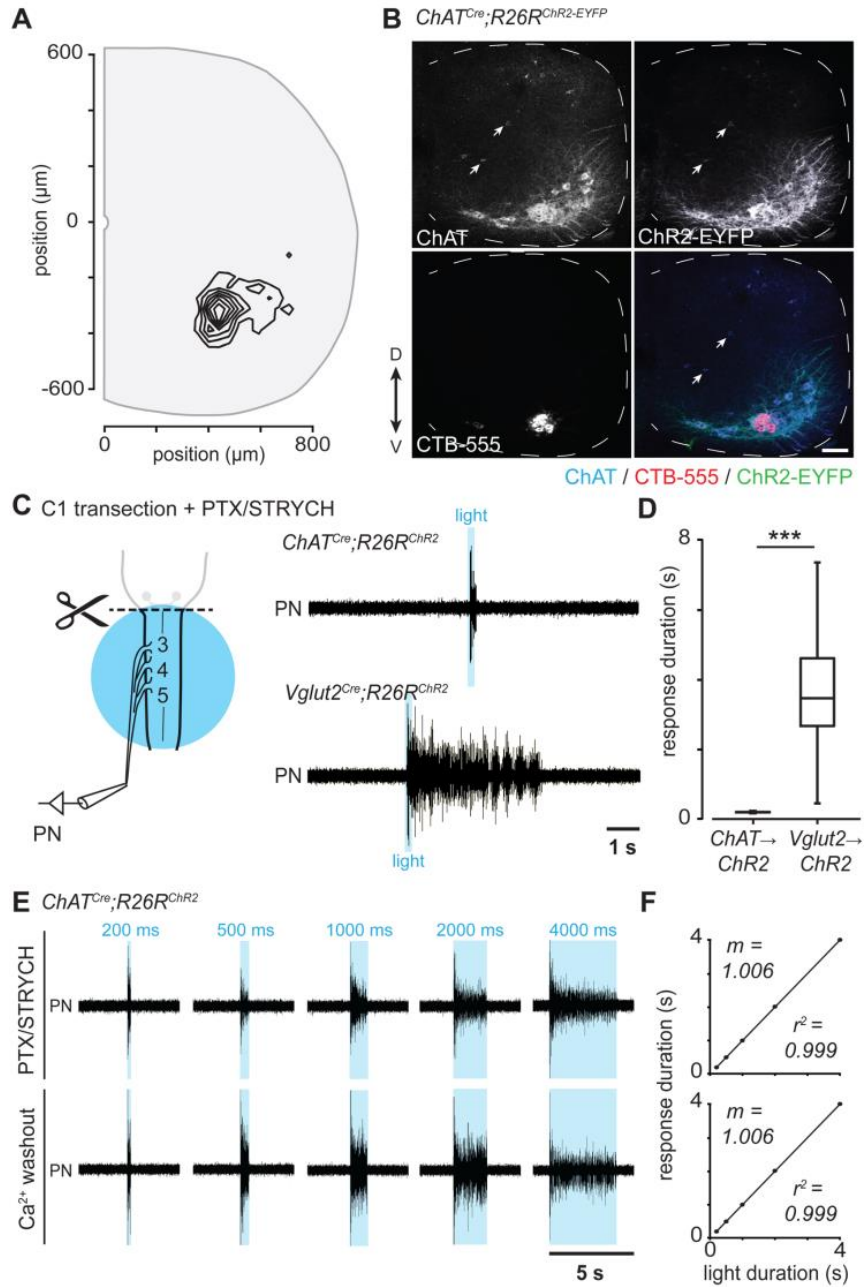 A
600
0
-600
position (µm)
0
800
position (µm)
B ChAT^Cre;R26R^ChR2-EYFP
ChAT
ChR2-EYFP
CTB-555
D
V
ChAT / CTB-555 / ChR2-EYFP
C C1 transection + PTX/STRYCH
3
4
5
PN
light
ChAT^Cre;R26R^ChR2
PN
Vglut2^Cre;R26R^ChR2
PN
light
1 s
D
8
4
0
response duration (s)
***
ChAT→ Vglut2→
ChR2 ChR2
E ChAT^Cre;R26R^ChR2
200 ms 500 ms 1000 ms 2000 ms 4000 ms
PTX/STRYCH
PN
Ca²⁺ washout
PN
5 s
F
4
m =
1.006
r² =
0.999
0
4
m =
1.006
r² =
0.999
0
0 4
response duration (s)
light duration (s)